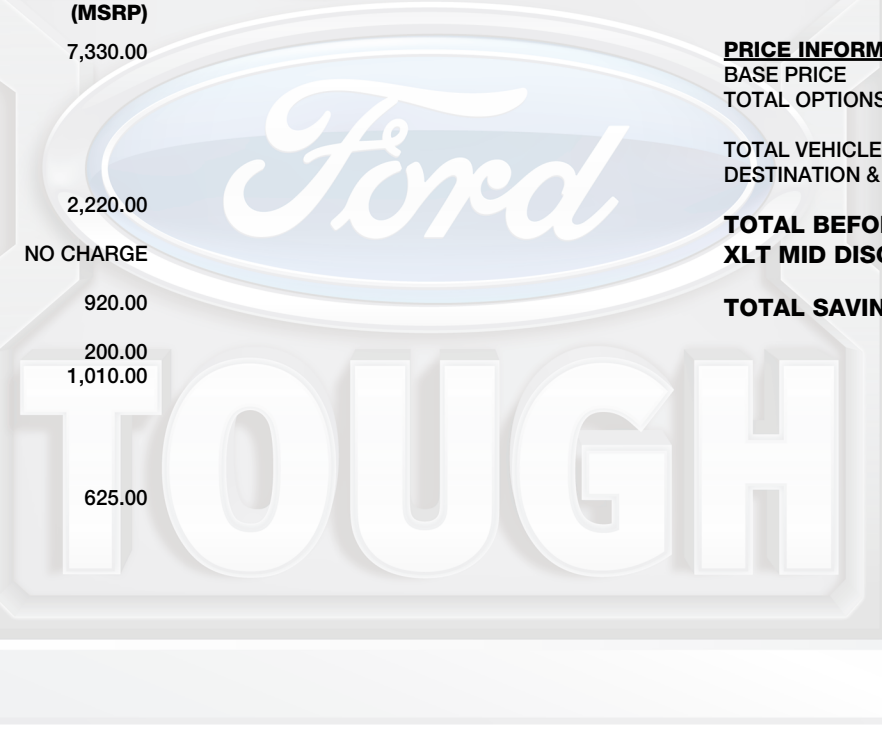 (MSRP)
7,330.00
2,220.00
NO CHARGE
920.00
200.00
1,010.00
625.00
PRICE INFORM
BASE PRICE
TOTAL OPTIONS
TOTAL VEHICLE
DESTINATION &
TOTAL BEFO
XLT MID DISC
TOTAL SAVIN
Ford
TOUGH